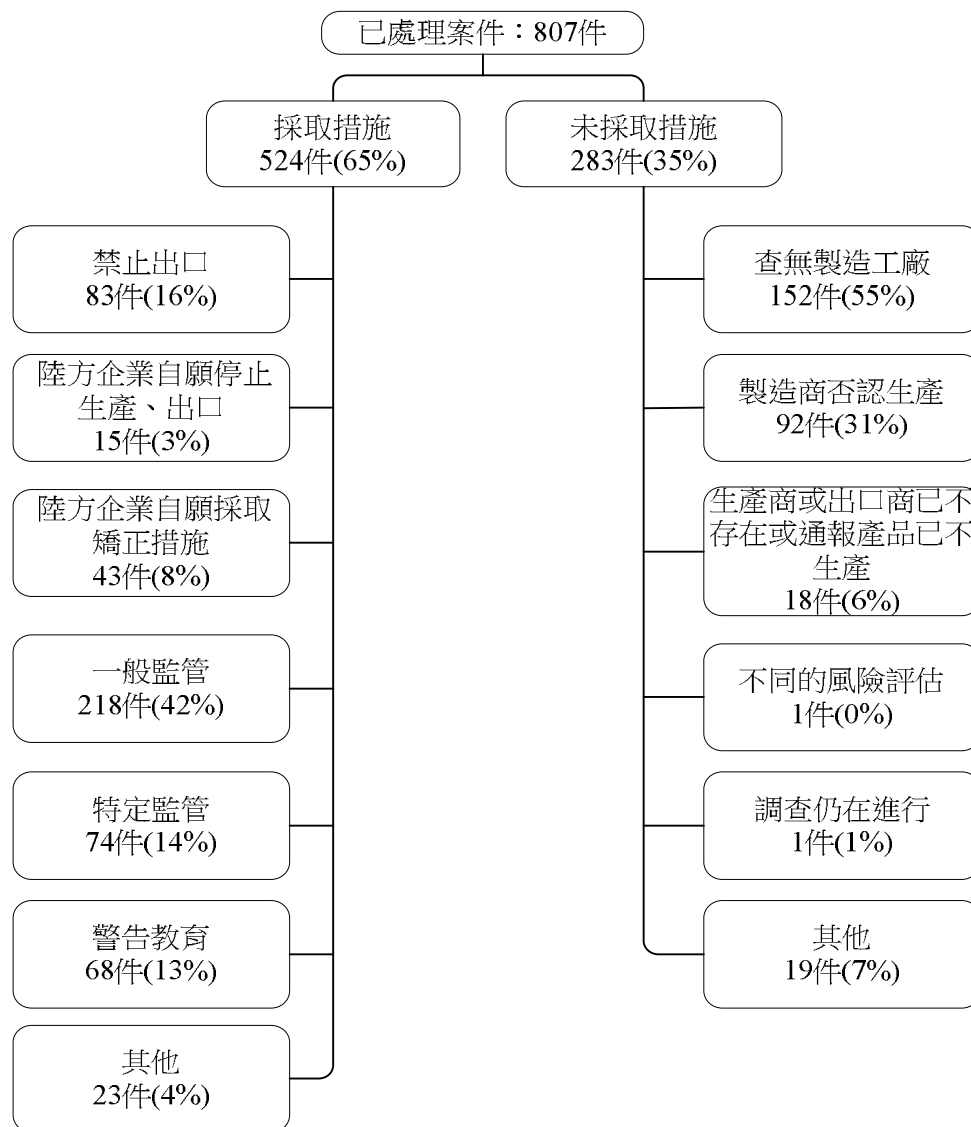 已處理案件：807件
採取措施
524件(65%)
未採取措施
283件(35%)
禁止出口
83件(16%)
陸方企業自願停止
生產、出口
15件(3%)
陸方企業自願採取
矯正措施
43件(8%)
一般監管
218件(42%)
特定監管
74件(14%)
警告教育
68件(13%)
其他
23件(4%)
查無製造工廠
152件(55%)
製造商否認生產
92件(31%)
生產商或出口商已不
存在或通報產品已不
生產
18件(6%)
不同的風險評估
1件(0%)
調查仍在進行
1件(1%)
其他
19件(7%)